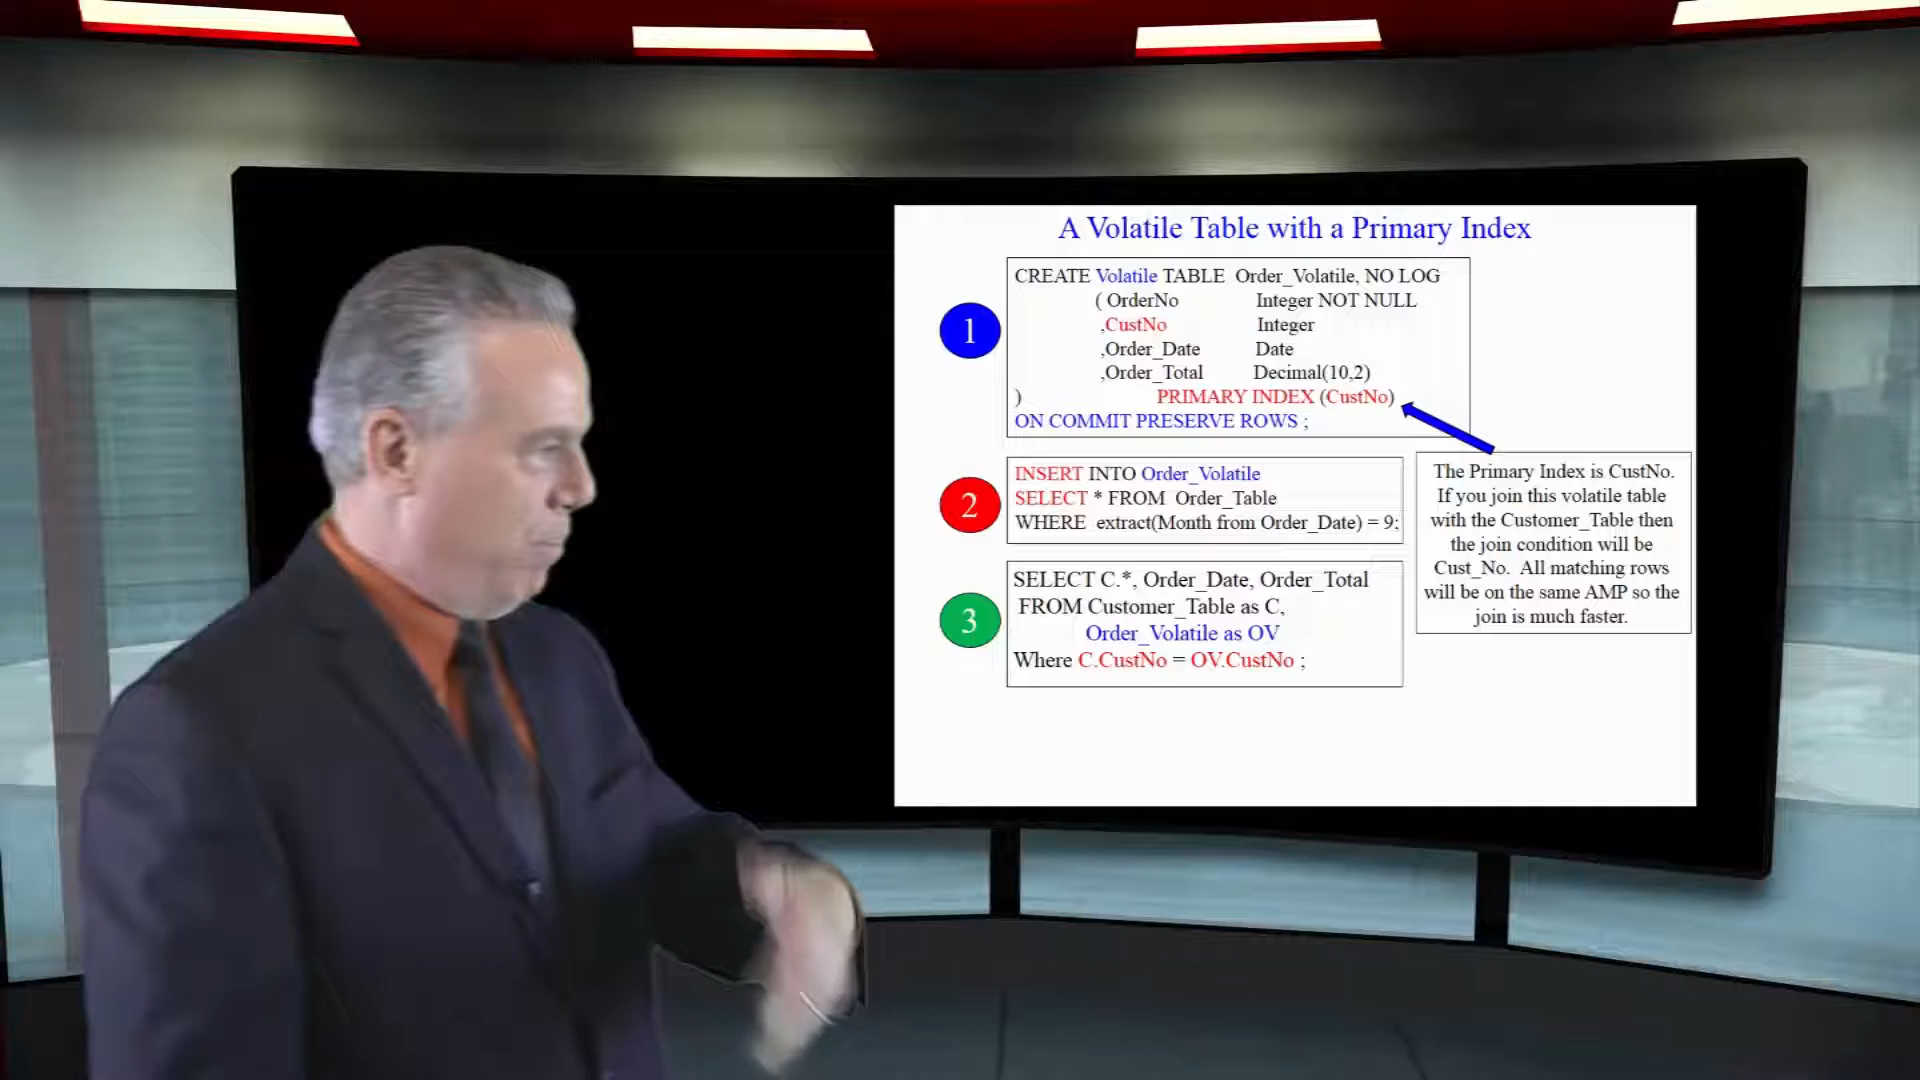 A Volatile Table with a Primary Index
1
CREATE Volatile TABLE Order_Volatile, NO LOG
( OrderNo Integer NOT NULL
,CustNo Integer
,Order_Date Date
,Order_Total Decimal(10,2)
) PRIMARY INDEX (CustNo)
ON COMMIT PRESERVE ROWS ;
2
INSERT INTO Order_Volatile
SELECT * FROM Order_Table
WHERE extract(Month from Order_Date) = 9;
The Primary Index is CustNo.
If you join this volatile table
with the Customer_Table then
the join condition will be
Cust_No. All matching rows
will be on the same AMP so the
join is much faster.
3
SELECT C.*, Order_Date, Order_Total
FROM Customer_Table as C,
Order_Volatile as OV
Where C.CustNo = OV.CustNo ;